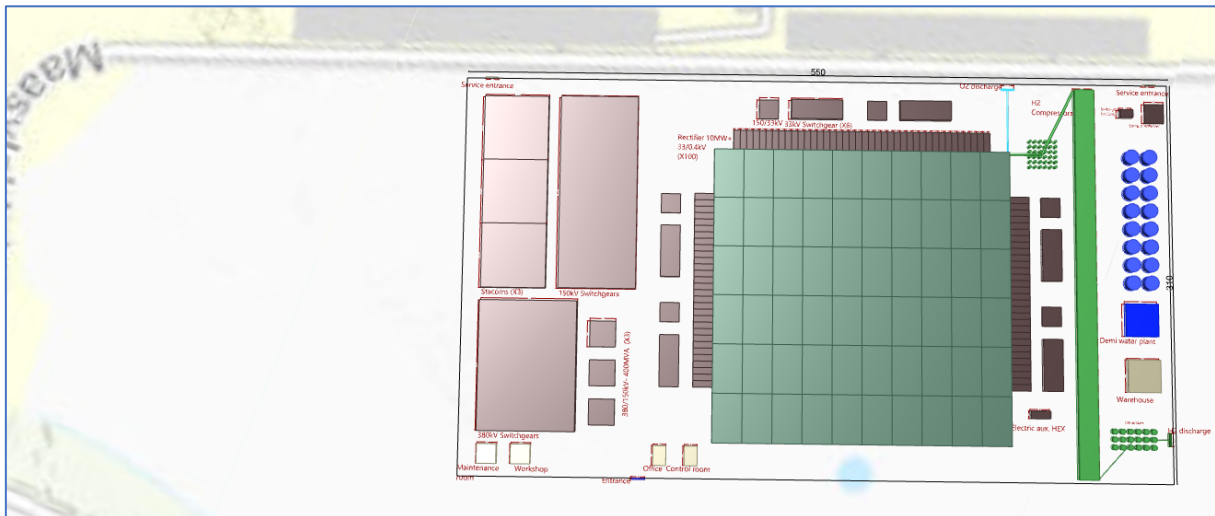 550
Service entrance
O2 discharge
Service entrance
H2
Compressors
150/33kV
33kV Switchgear (X6)
Rectifier 10MW+
33/0.4kV
(X100)
310
Statcoms (X3)
150kV Switchgears
380/150kV- 400MVA (X3)
Demi water plant
Warehouse
Electric aux. HEX
discharge
380kV Switchgears
Maintenance
room
Workshop
Office
Control room
Entrance